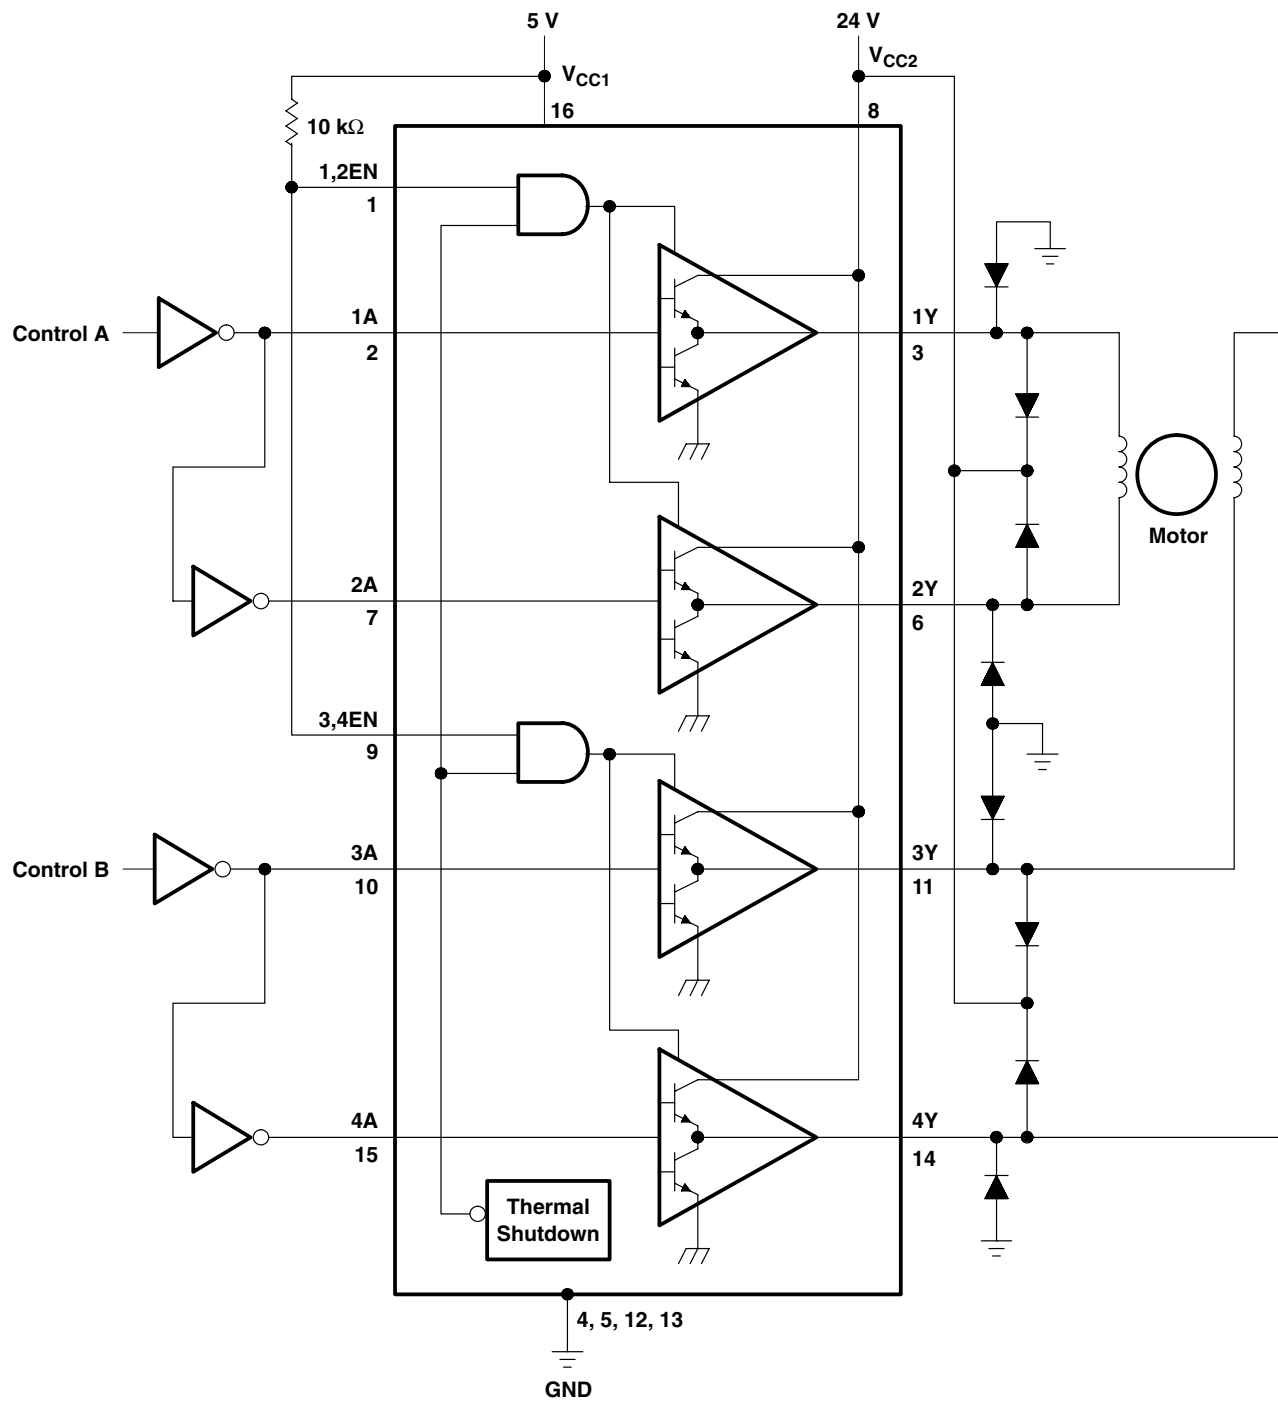 5 V
24 V
VCC1
VCC2
16
8
10 kΩ
1,2EN
1
Control A
1A
2
1Y
3
Motor
2A
7
2Y
6
3,4EN
9
Control B
3A
10
3Y
11
4A
15
4Y
14
Thermal
Shutdown
4, 5, 12, 13
GND